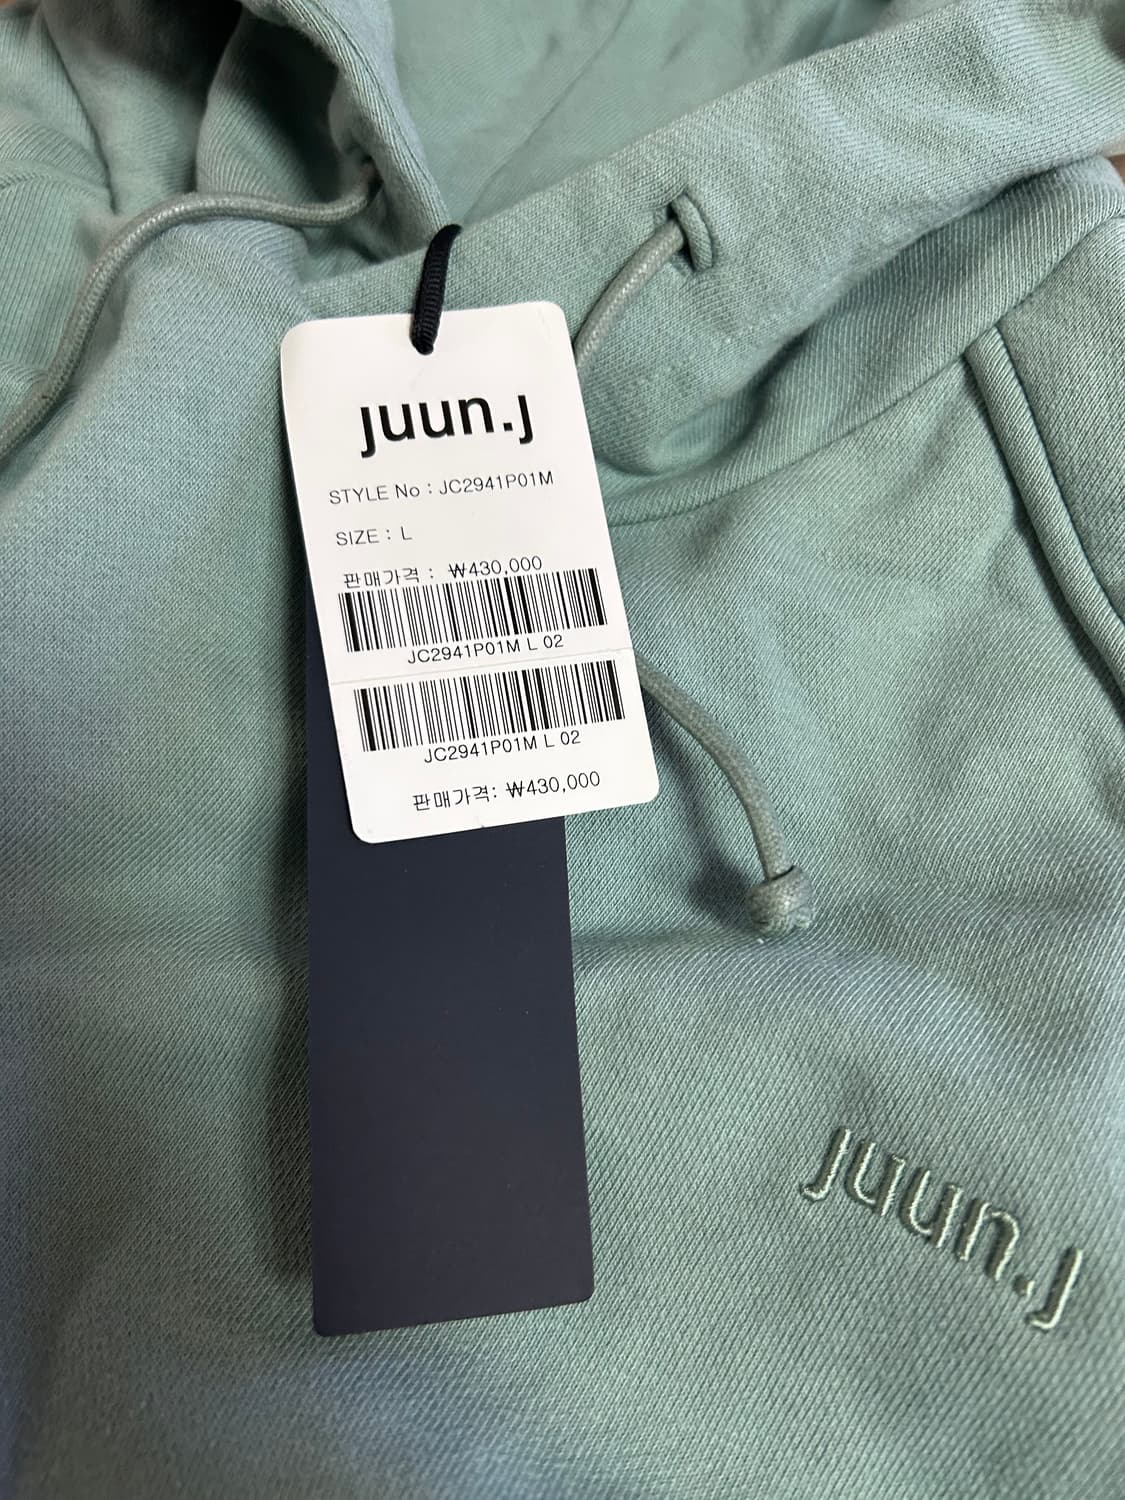 juun.j
STYLE No : JC2941P01M
SIZE : L
판매가격 : ₩430,000
JC2941P01M L 02
JC2941P01M L 02
판매가격: ₩430,000
juun.j